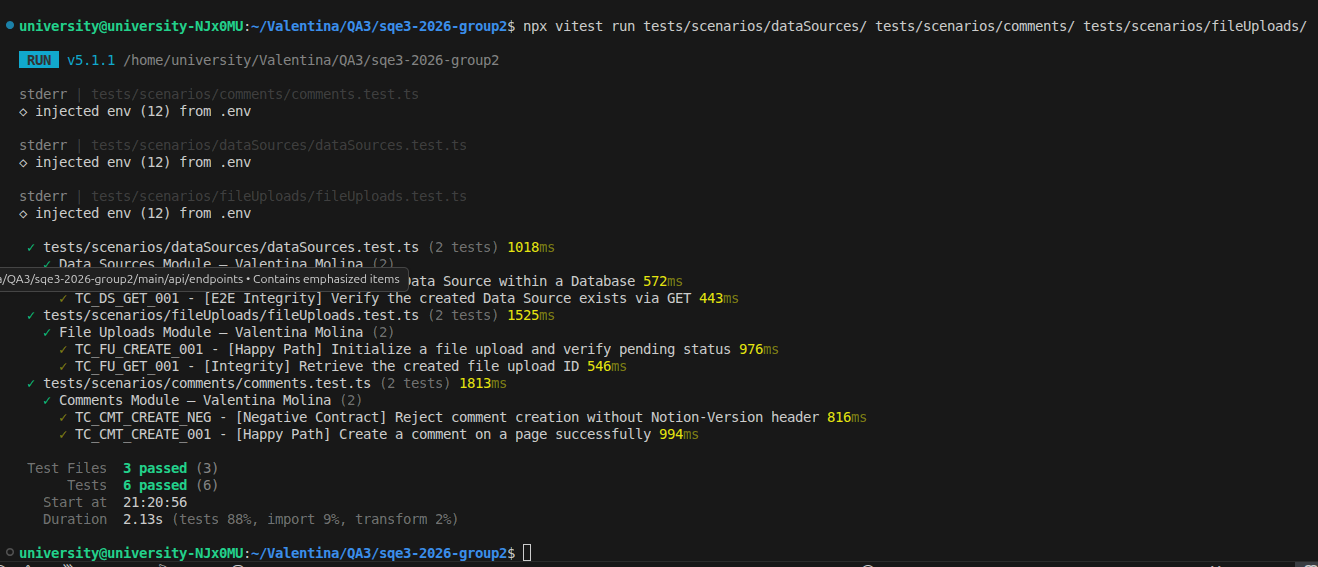 university@university-NJx0MU:~/Valentina/QA3/sqe3-2026-group2$ npx vitest run tests/scenarios/dataSources/ tests/scenarios/comments/ tests/scenarios/fileUploads/
RUN v5.1.1 /home/university/Valentina/QA3/sqe3-2026-group2
stderr | tests/scenarios/comments/comments.test.ts
◇ injected env (12) from .env
stderr | tests/scenarios/dataSources/dataSources.test.ts
◇ injected env (12) from .env
stderr | tests/scenarios/fileUploads/fileUploads.test.ts
◇ injected env (12) from .env
✓ tests/scenarios/dataSources/dataSources.test.ts (2 tests) 1018ms
✓ Data Sources Module – Valentina Molina (2)
a/QA3/sqe3-2026-group2/main/api/endpoints • Contains emphasized items
Data Source within a Database 572ms
✓ TC_DS_GET_001 - [E2E Integrity] Verify the created Data Source exists via GET 443ms
✓ tests/scenarios/fileUploads/fileUploads.test.ts (2 tests) 1525ms
✓ File Uploads Module – Valentina Molina (2)
✓ TC_FU_CREATE_001 - [Happy Path] Initialize a file upload and verify pending status 976ms
✓ TC_FU_GET_001 - [Integrity] Retrieve the created file upload ID 546ms
✓ tests/scenarios/comments/comments.test.ts (2 tests) 1813ms
✓ Comments Module – Valentina Molina (2)
✓ TC_CMT_CREATE_NEG - [Negative Contract] Reject comment creation without Notion-Version header 816ms
✓ TC_CMT_CREATE_001 - [Happy Path] Create a comment on a page successfully 994ms
Test Files 3 passed (3)
Tests 6 passed (6)
Start at 21:20:56
Duration 2.13s (tests 88%, import 9%, transform 2%)
university@university-NJx0MU:~/Valentina/QA3/sqe3-2026-group2$